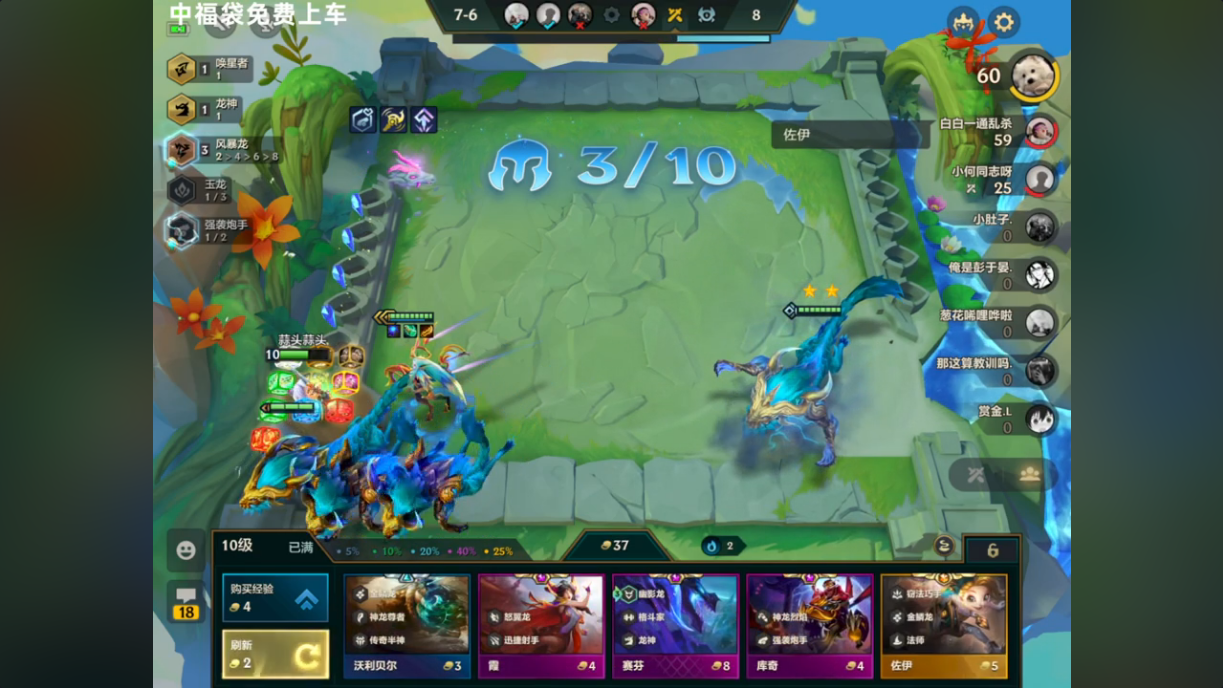 中福袋免费上车
7-6
8
1
唤星者
1
1
龙神
1
3
风暴龙
2 > 4 > 6 > 8
玉龙
1 / 3
强袭炮手
1 / 2
3/10
佐伊
60
白白一通乱杀
59
小何同志呀
25
小肚子.
0
俺是彭于晏.
0
葱花唏哩哗啦
0
那这算教训吗.
0
赏金.L
0
蒜头蒜头.
10
10级
已满
5%
10%
20%
40%
25%
37
2
6
18
购买经验
4
刷新
2
金鳞龙
神龙尊者
传奇半神
沃利贝尔
3
怒翼龙
迅捷射手
霞
4
幽影龙
格斗家
龙神
赛芬
8
神龙烈焰
强袭炮手
库奇
4
窃法巧手
金鳞龙
法师
佐伊
5